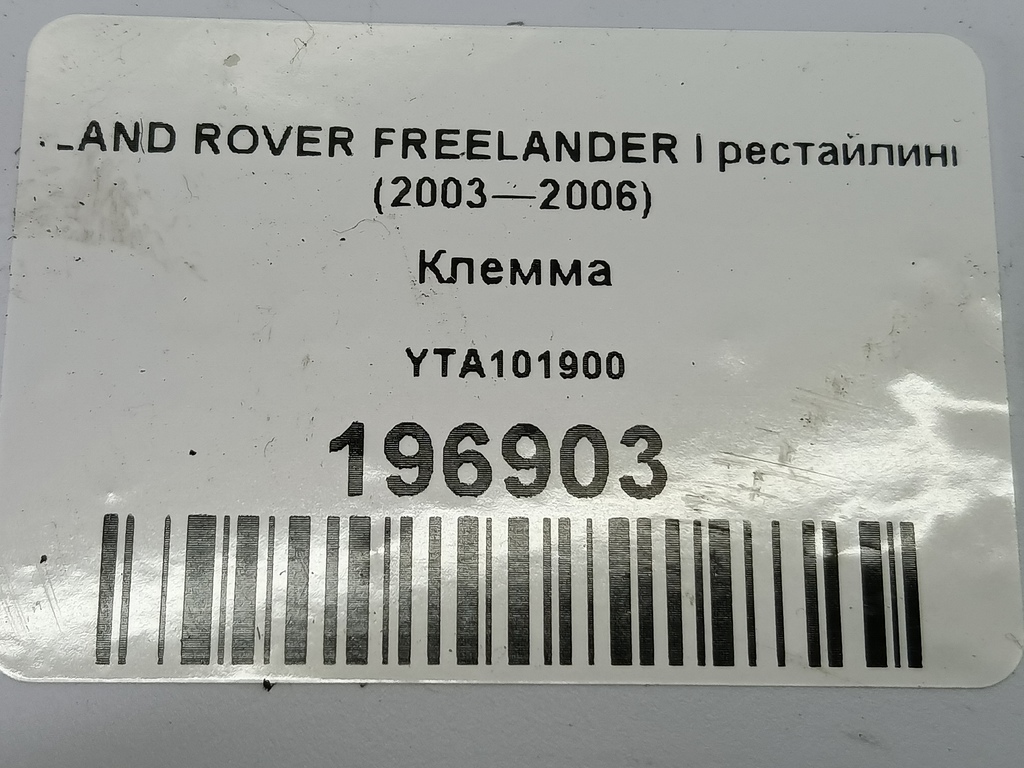 LAND ROVER FREELANDER I рестайлинг
(2003—2006)
Клемма
YTA101900
196903